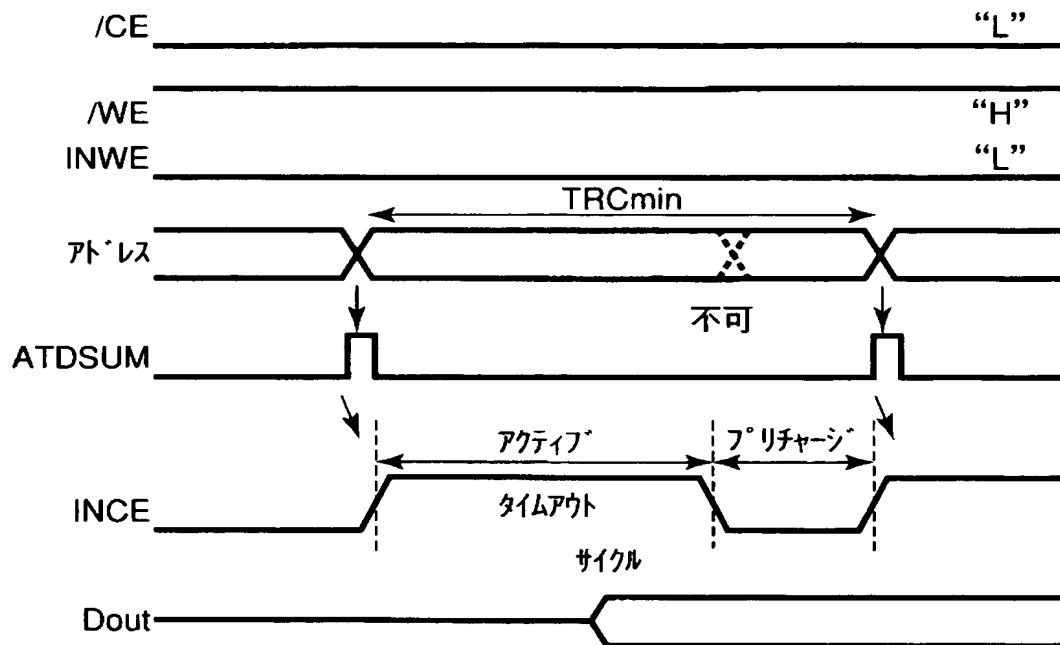 /CE “L”
/WE “H”
INWE “L”
TRCmin
アドレス
不可
ATDSUM
アクティブ プリチャージ
INCE タイムアウト
サイクル
Dout